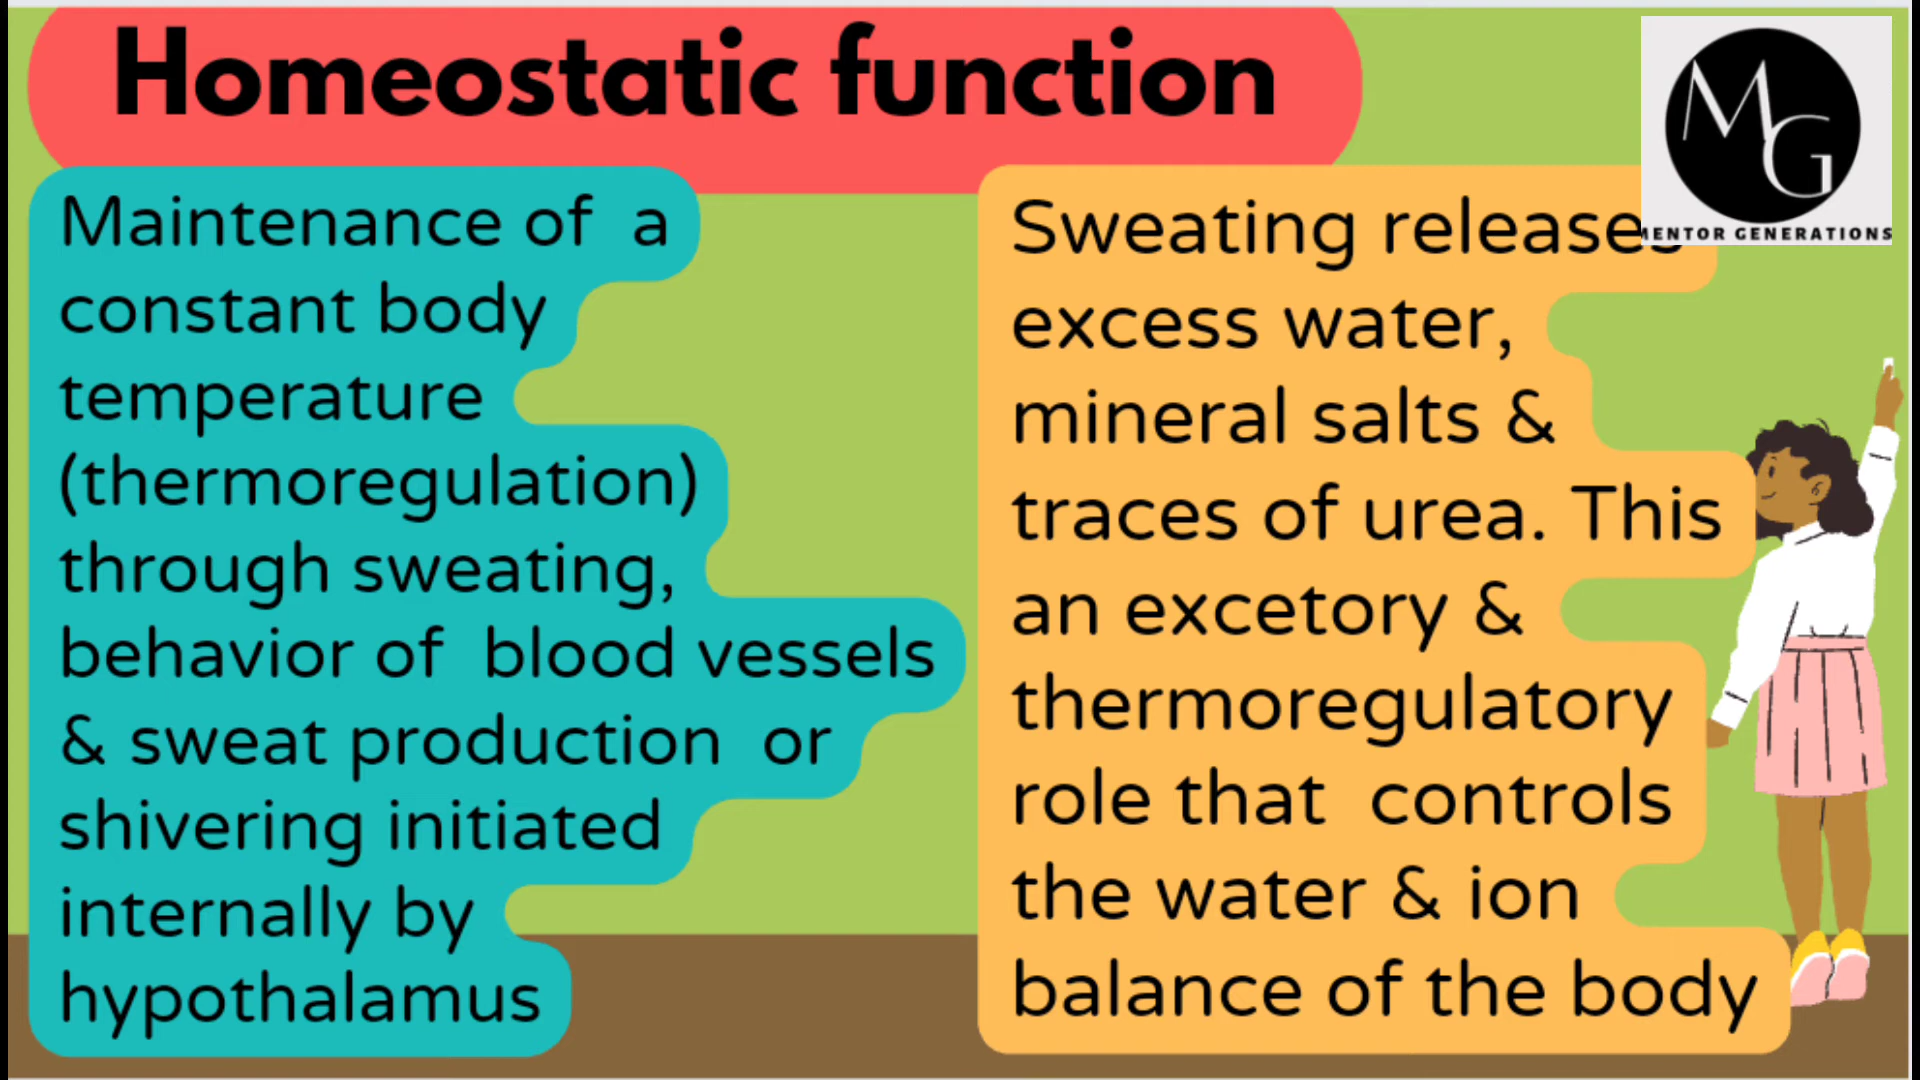 Homeostatic function
MG
MENTOR GENERATIONS
Maintenance of a
constant body
temperature
(thermoregulation)
through sweating,
behavior of blood vessels
& sweat production or
shivering initiated
internally by
hypothalamus
Sweating releases
excess water,
mineral salts &
traces of urea. This
an excetory &
thermoregulatory
role that controls
the water & ion
balance of the body